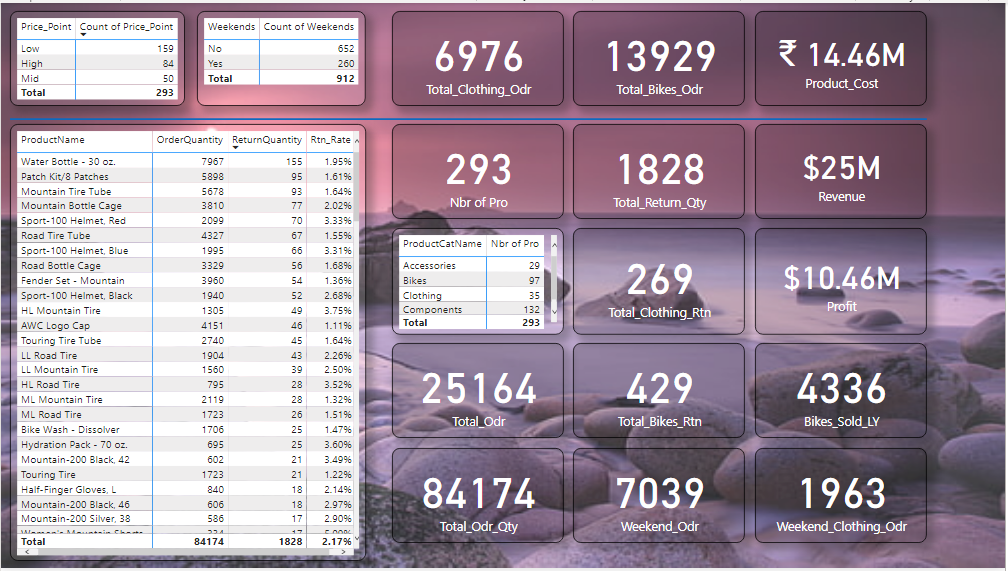 Price_Point Count of Price_Point
Low 159
High 84
Mid 50
Total 293
Weekends Count of Weekends
No 652
Yes 260
Total 912
6976
Total_Clothing_Odr
13929
Total_Bikes_Odr
₹ 14.46M
Product_Cost
ProductName OrderQuantity ReturnQuantity Rtn_Rate
Water Bottle - 30 oz. 7967 155 1.95%
Patch Kit/8 Patches 5898 95 1.61%
Mountain Tire Tube 5678 93 1.64%
Mountain Bottle Cage 3810 77 2.02%
Sport-100 Helmet, Red 2099 70 3.33%
Road Tire Tube 4327 67 1.55%
Sport-100 Helmet, Blue 1995 66 3.31%
Road Bottle Cage 3329 56 1.68%
Fender Set - Mountain 3960 54 1.36%
Sport-100 Helmet, Black 1940 52 2.68%
HL Mountain Tire 1305 49 3.75%
AWC Logo Cap 4151 46 1.11%
Touring Tire Tube 2740 45 1.64%
LL Road Tire 1904 43 2.26%
LL Mountain Tire 1560 39 2.50%
HL Road Tire 795 28 3.52%
ML Mountain Tire 2119 28 1.32%
ML Road Tire 1723 26 1.51%
Bike Wash - Dissolver 1706 25 1.47%
Hydration Pack - 70 oz. 695 25 3.60%
Mountain-200 Black, 42 602 21 3.49%
Touring Tire 1723 21 1.22%
Half-Finger Gloves, L 840 18 2.14%
Mountain-200 Black, 46 606 18 2.97%
Mountain-200 Silver, 38 586 17 2.90%
Total 84174 1828 2.17%
293
Nbr of Pro
1828
Total_Return_Qty
$25M
Revenue
ProductCatName Nbr of Pro
Accessories 29
Bikes 97
Clothing 35
Components 132
Total 293
269
Total_Clothing_Rtn
$10.46M
Profit
25164
Total_Odr
429
Total_Bikes_Rtn
4336
Bikes_Sold_LY
84174
Total_Odr_Qty
7039
Weekend_Odr
1963
Weekend_Clothing_Odr